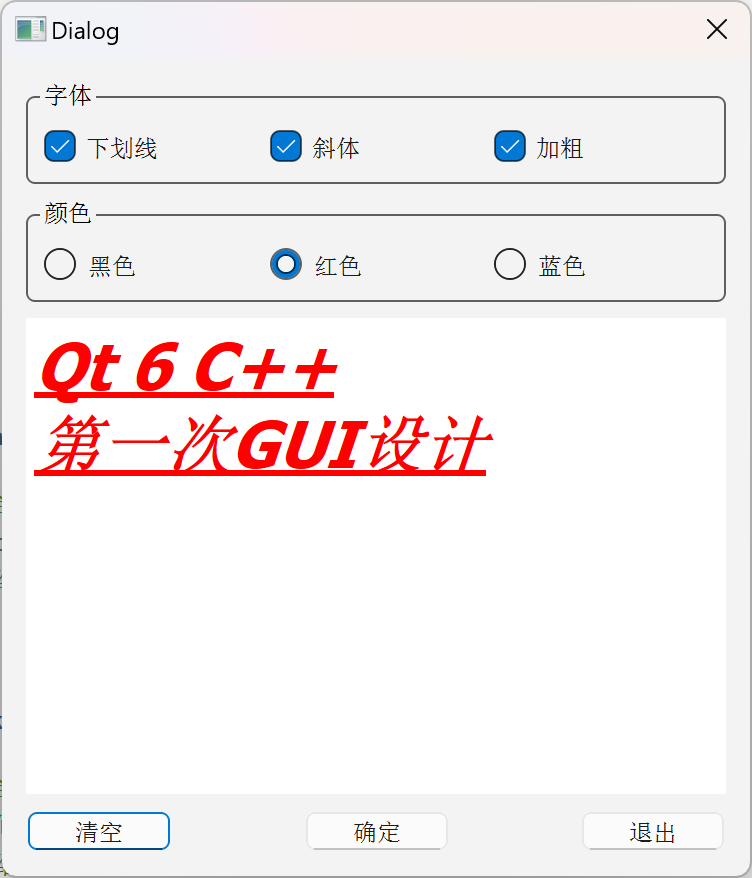 Dialog
字体
下划线 斜体 加粗
颜色
黑色 红色 蓝色
Qt 6 C++
第一次GUI设计
清空 确定 退出